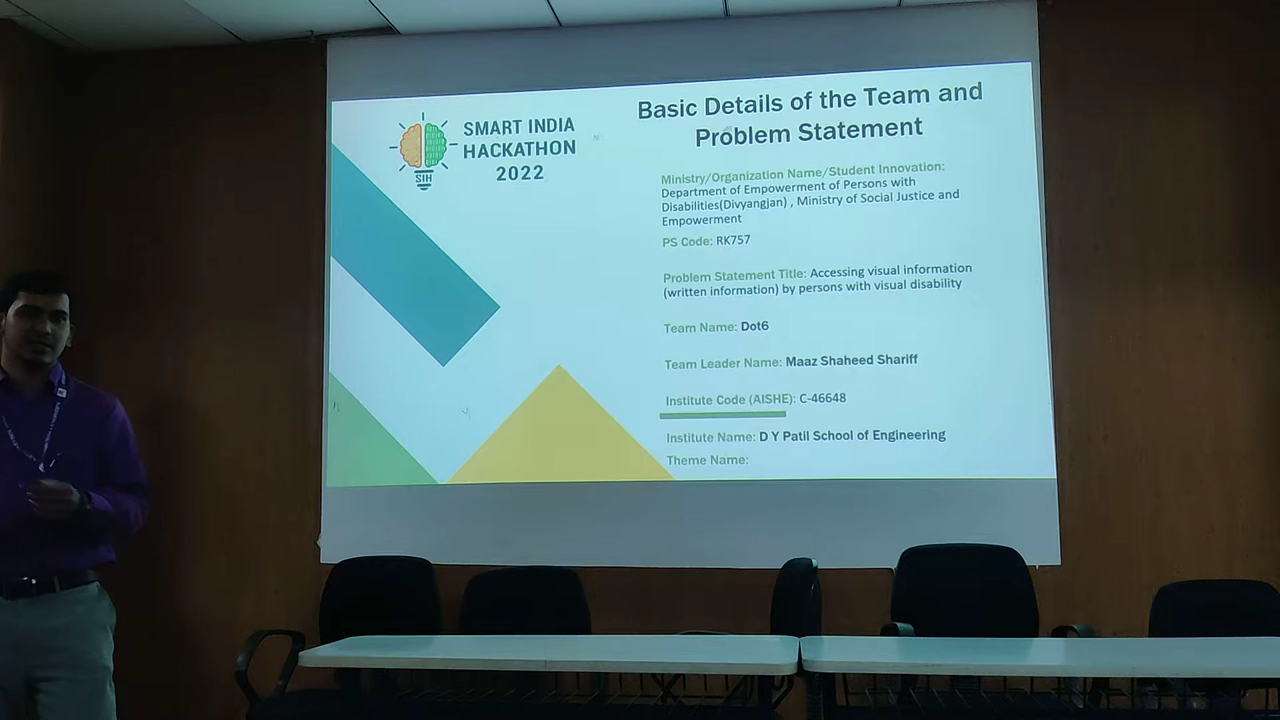 SMART INDIA
HACKATHON
2022
SIH
Basic Details of the Team and
Problem Statement
Ministry/Organization Name/Student Innovation:
Department of Empowerment of Persons with
Disabilities(Divyangjan) , Ministry of Social Justice and
Empowerment
PS Code: RK757
Problem Statement Title: Accessing visual information
(written information) by persons with visual disability
Team Name: Dot6
Team Leader Name: Maaz Shaheed Shariff
Institute Code (AISHE): C-46648
Institute Name: D Y Patil School of Engineering
Theme Name: